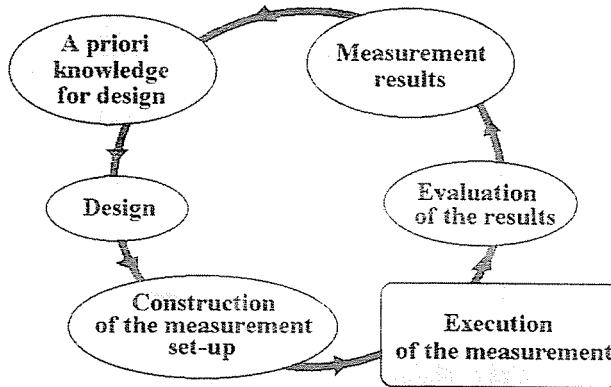 A priori
knowledge
for design
Measurement
results
Design
Evaluation
of the results
Construction
of the measurement
set-up
Execution
of the measurement